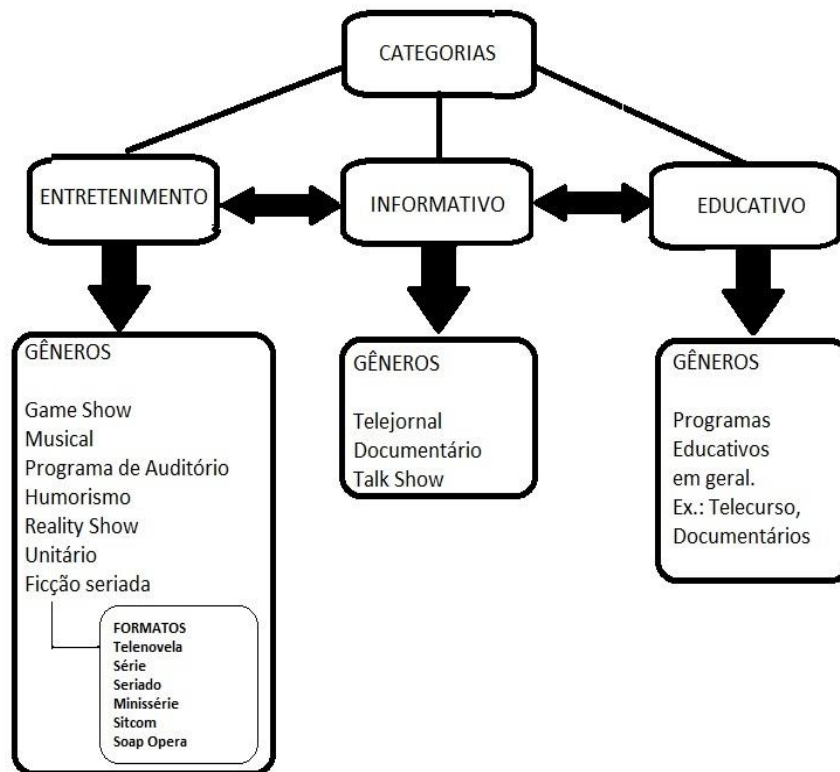 CATEGORIAS
ENTRETENIMENTO
INFORMATIVO
EDUCATIVO
GÊNEROS
Game Show
Musical
Programa de Auditório
Humorismo
Reality Show
Unitário
Ficção seriada
FORMATOS
Telenovela
Série
Seriado
Minissérie
Sitcom
Soap Opera
GÊNEROS
Telejornal
Documentário
Talk Show
GÊNEROS
Programas
Educativos
em geral.
Ex.: Telecurso,
Documentários